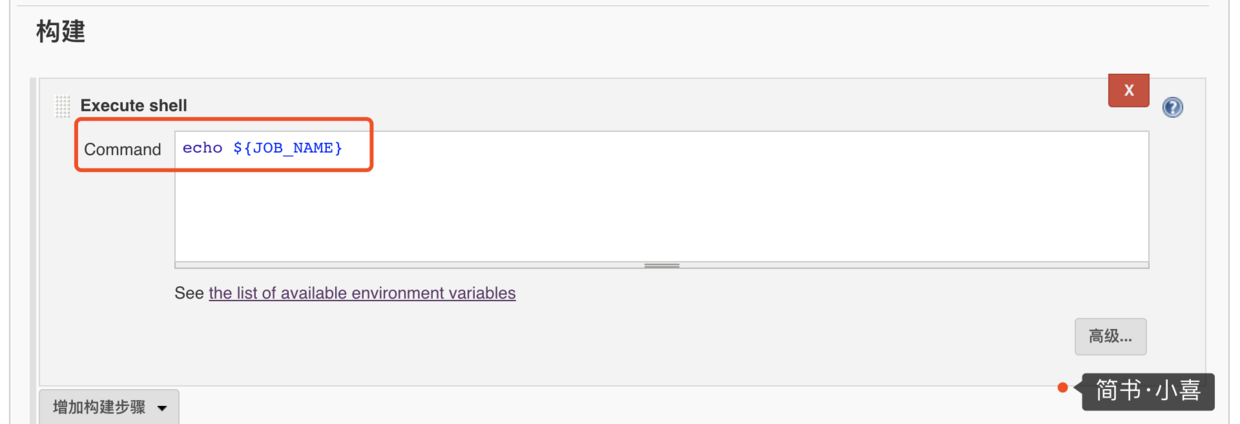 构建
Execute shell
X
Command echo ${JOB_NAME}
See the list of available environment variables
高级...
增加构建步骤
简书·小喜